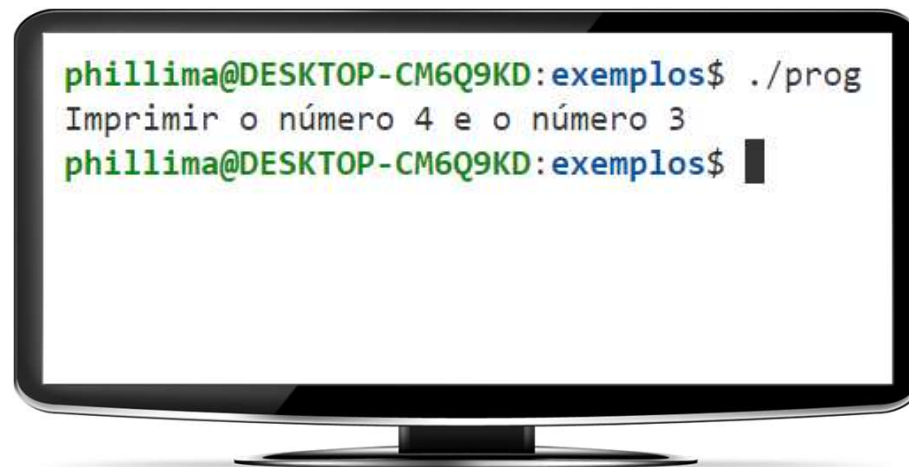 phillima@DESKTOP-CM6Q9KD:exemplos$ ./prog
Imprimir o número 4 e o número 3
phillima@DESKTOP-CM6Q9KD:exemplos$